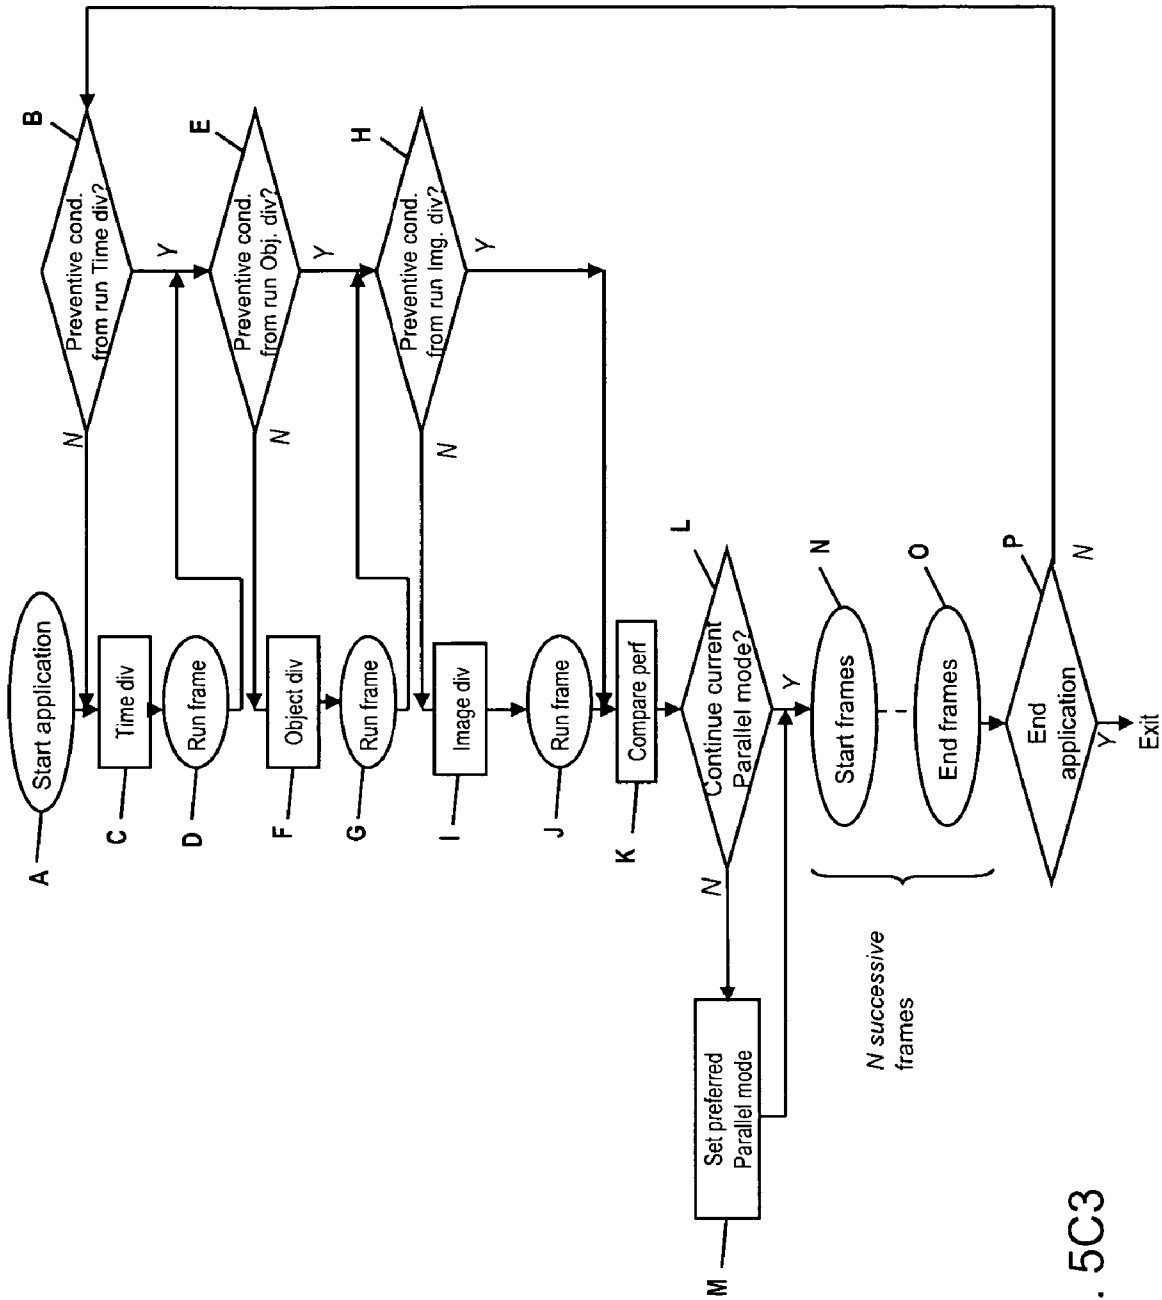 A
Start application
B
Preventive cond.
from run Time div?
N
Y
C
Time div
D
Run frame
E
Preventive cond.
from run Obj. div?
N
Y
F
Object div
G
Run frame
H
Preventive cond.
from run Img. div?
N
Y
I
Image div
J
Run frame
K
Compare perf
L
Continue current
Parallel mode?
N
Y
M
Set preferred
Parallel mode
N
Start frames
O
End frames
N successive
frames
P
End
application
N
Y
Exit
. 5C3